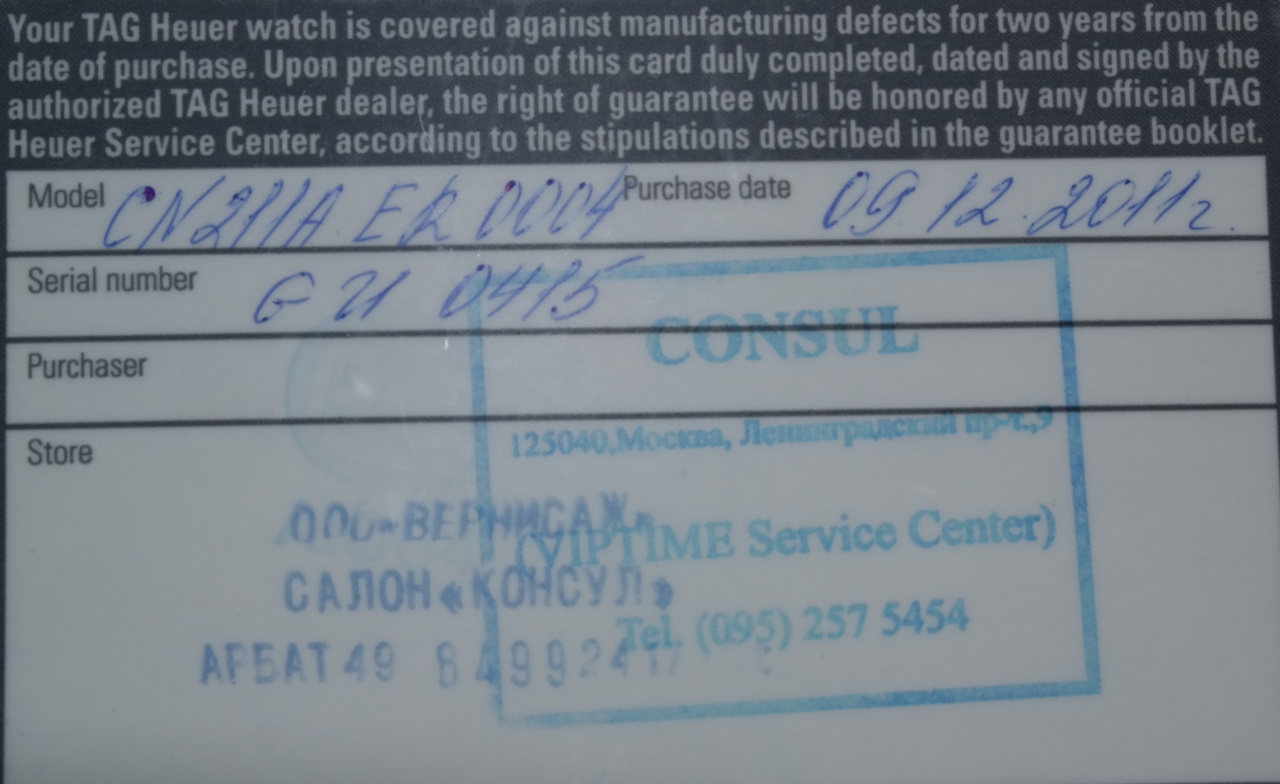 Your TAG Heuer watch is covered against manufacturing defects for two years from the
date of purchase. Upon presentation of this card duly completed, dated and signed by the
authorized TAG Heuer dealer, the right of guarantee will be honored by any official TAG
Heuer Service Center, according to the stipulations described in the guarantee booklet.
Model CN211A ER 0004 Purchase date 09.12.2011г.
Serial number GU 0415
CONSUL
Purchaser
125040,Москва, Ленинградский пр-т.,9
Store
ООО «ВЕРНИСАЖ»
(VIPTIME Service Center)
САЛОН «КОНСУЛ»
Tel. (095) 257 5454
АРБАТ 49